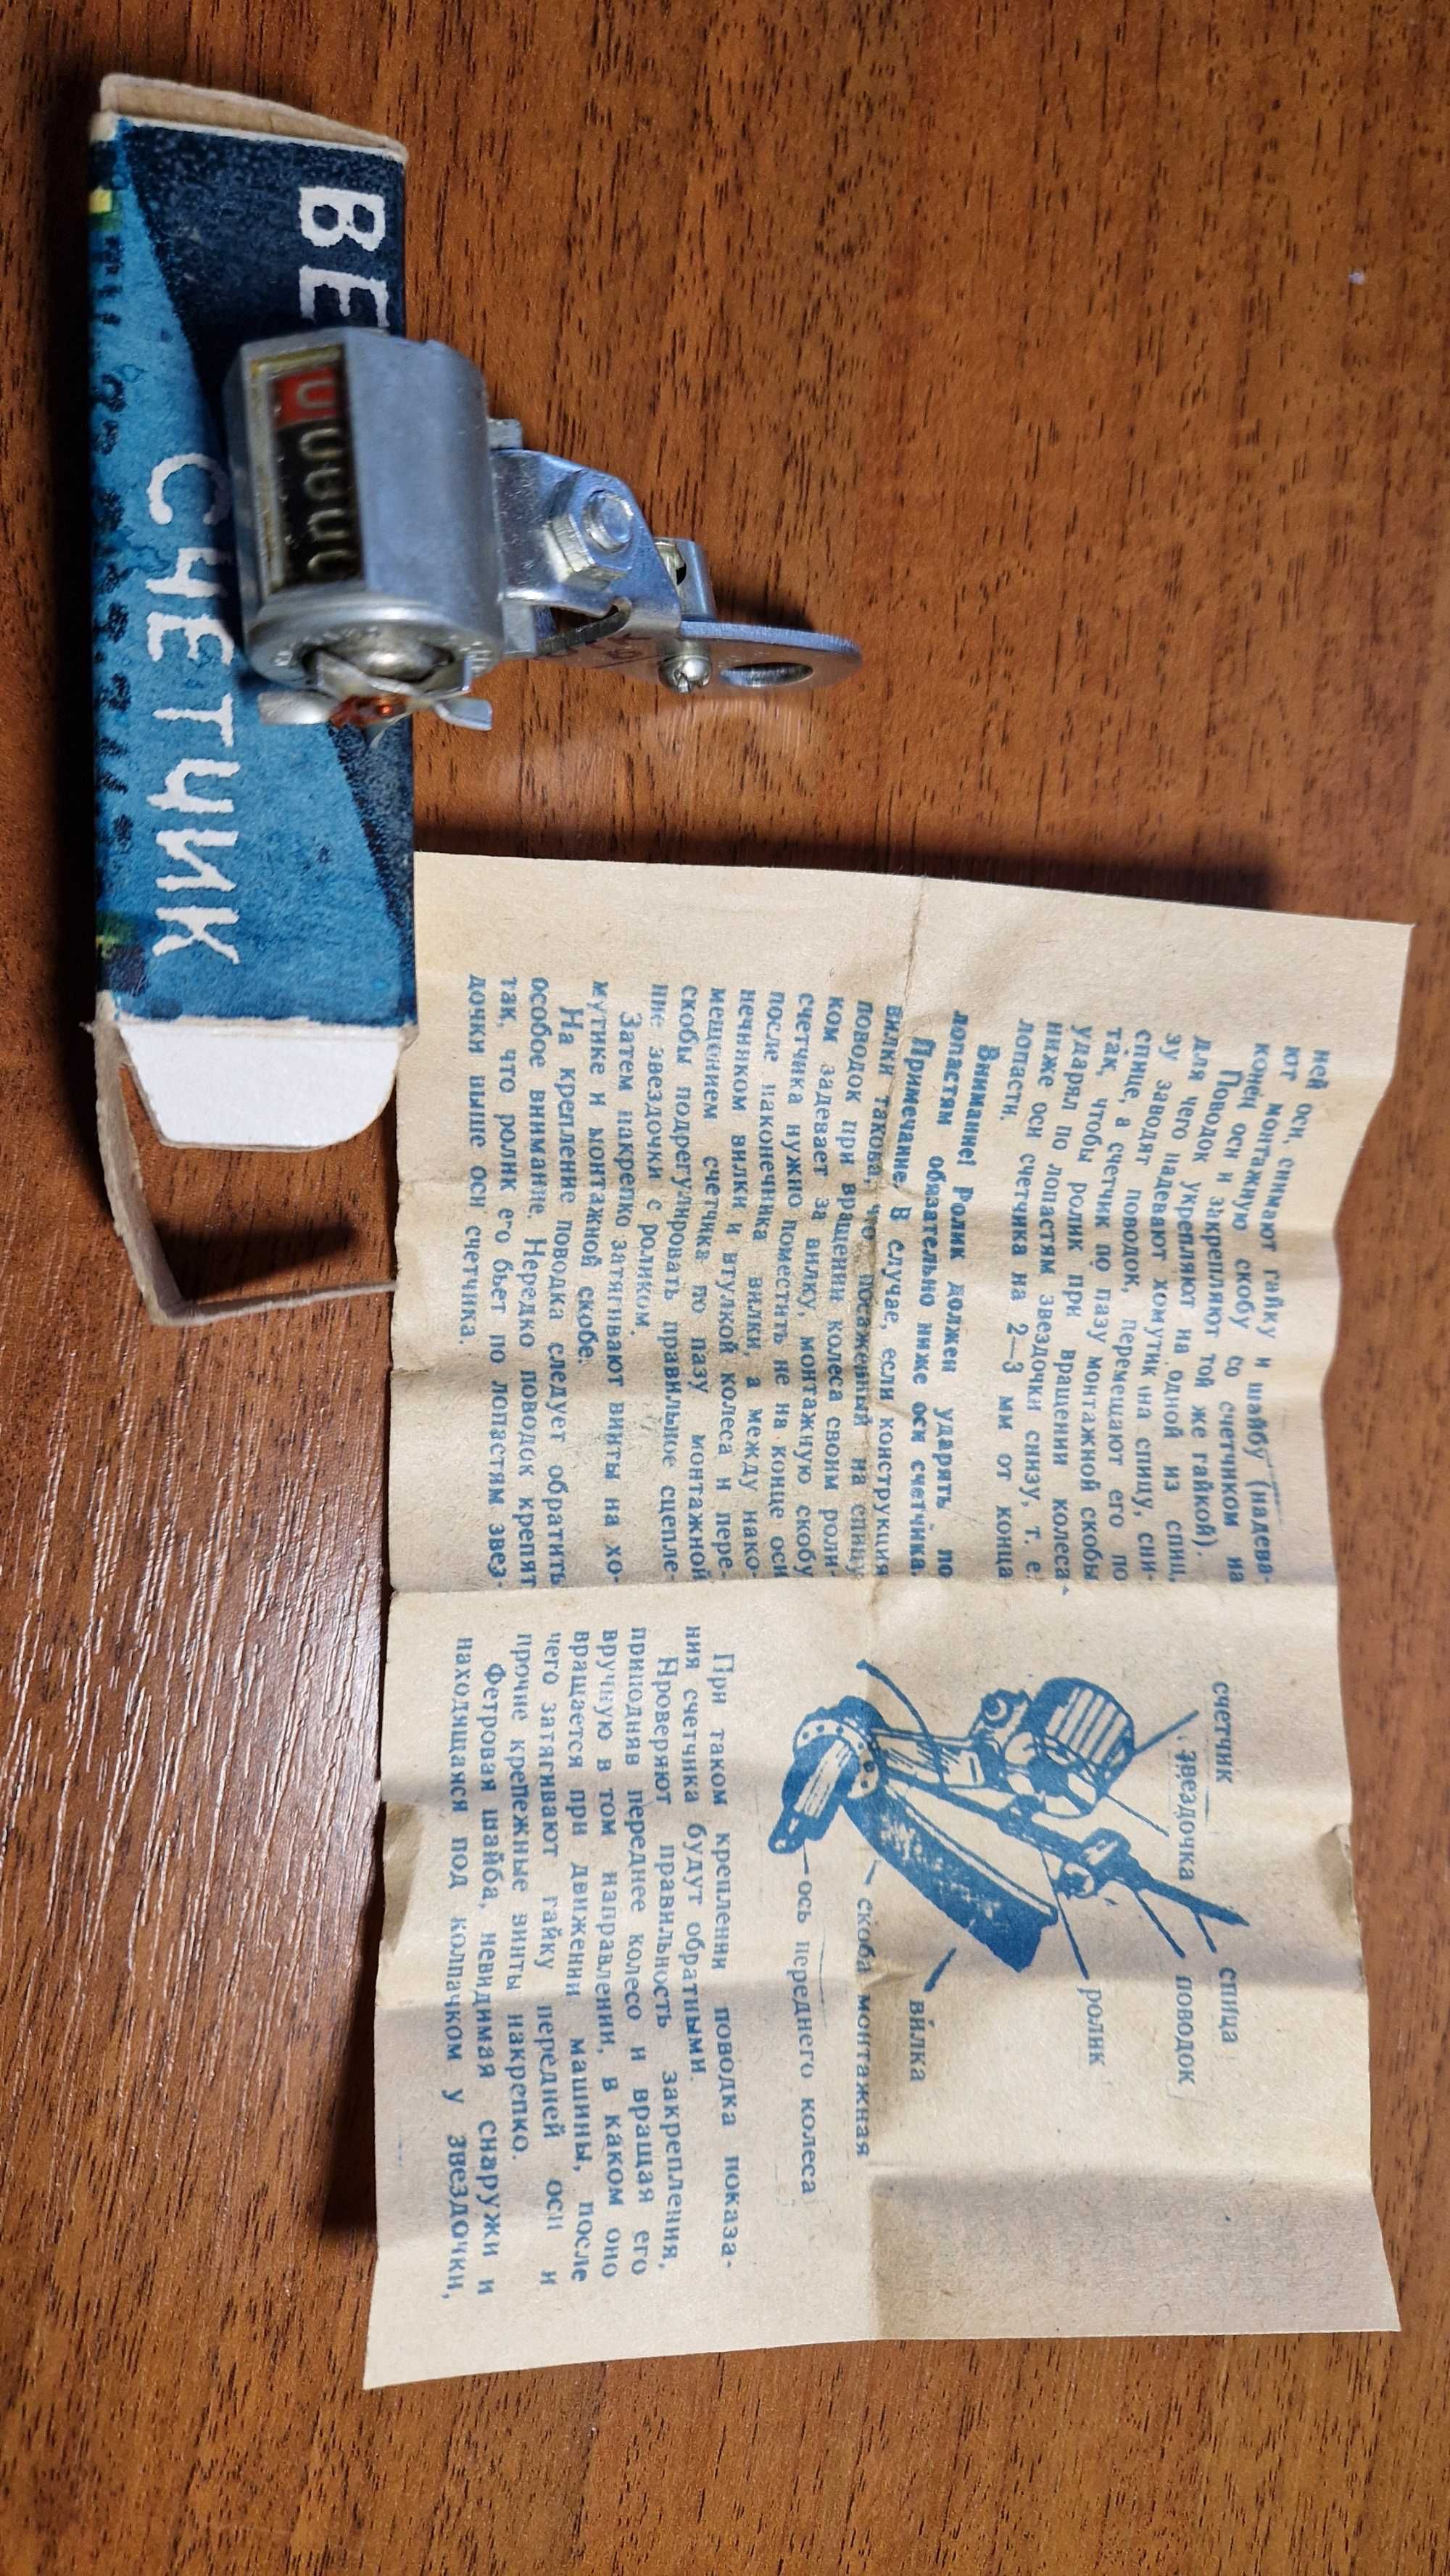 ВЕ
СЧЕТЧИК
ней оси, снимают гайку и шайбу (надева-
ют монтажную скобу со счетчиком на
конец оси и закрепляют той же гайкой).
Поводок укрепляют на одной из спиц,
для чего надевают хомутик на спицу, сни-
зу заводят поводок, перемещают его по
спице, а счетчик по пазу монтажной скобы
так, чтобы ролик при вращении колеса
ударял по лопастям звездочки снизу, т. е.
ниже оси счетчика на 2—3 мм от конца
лопасти.
Внимание! Ролик должен ударять по
лопастям обязательно ниже оси счетчика.
Примечание. В случае, если конструкция
вилки такова, что посаженный на спицу
поводок при вращении колеса своим роли-
ком задевает за вилку, монтажную скобу
счетчика нужно поместить не на конце оси
после наконечника вилки, а между нако-
нечником вилки и втулкой колеса и пере-
мещением счетчика по пазу монтажной
скобы подрегулировать правильное сцепле-
ние звездочки с роликом.
Затем накрепко затягивают винты на хо-
мутике и монтажной скобе.
На крепление поводка следует обратить
особое внимание. Нередко поводок крепят
так, что ролик его бьет по лопастям звез-
дочки выше оси счетчика.
счетчик
звездочка
спица
поводок
ролик
вилка
скоба монтажная
ось переднего колеса
При таком креплении поводка показа-
ния счетчика будут обратными.
Проверяют правильность закрепления,
приподняв переднее колесо и вращая его
вручную в том направлении, в каком оно
вращается при движении машины, после
чего затягивают гайку передней оси и
прочие крепежные винты накрепко.
Фетровая шайба, невидимая снаружи и
находящаяся под колпачком у звездочки,